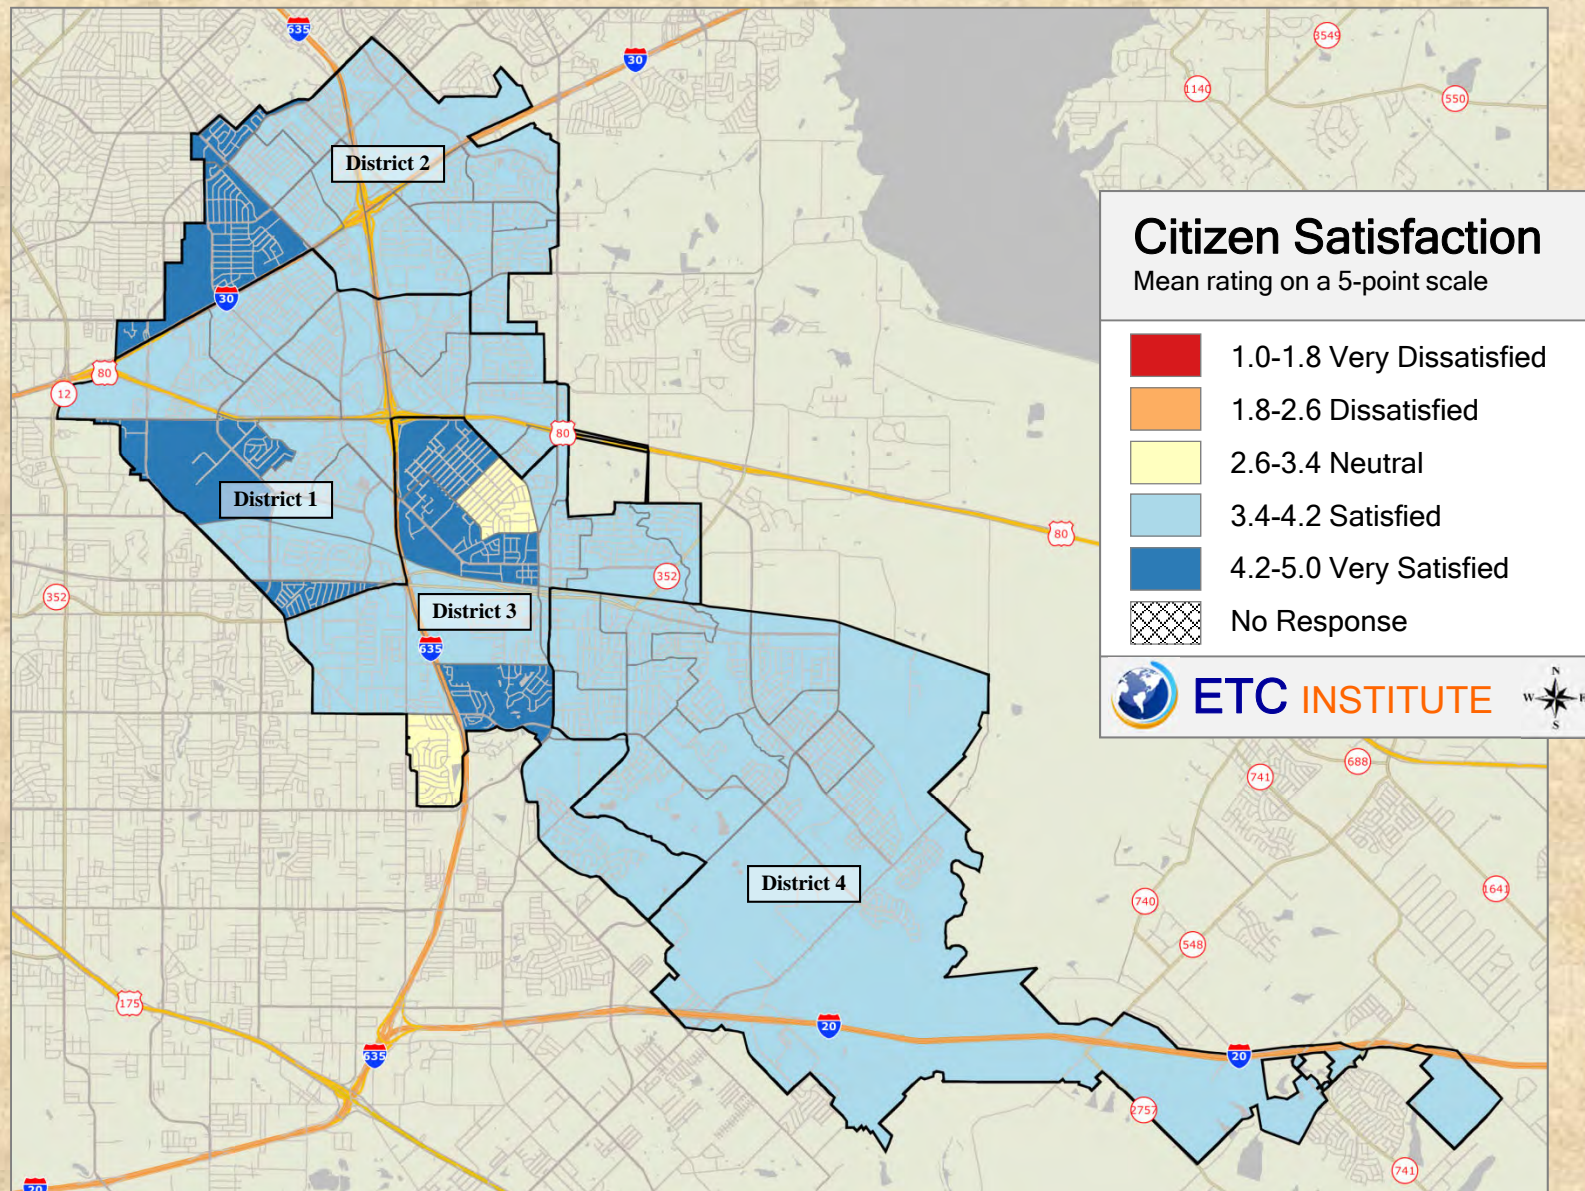 635
30
3549
1140
550
District 2
Citizen Satisfaction
Mean rating on a 5-point scale
30
1.0-1.8 Very Dissatisfied
80
12
1.8-2.6 Dissatisfied
80
2.6-3.4 Neutral
District 1
3.4-4.2 Satisfied
80
352
4.2-5.0 Very Satisfied
352
District 3
No Response
635
ETC INSTITUTE
N
W E
S
688
741
District 4
1641
740
548
175
20
635
20
2757
741
20